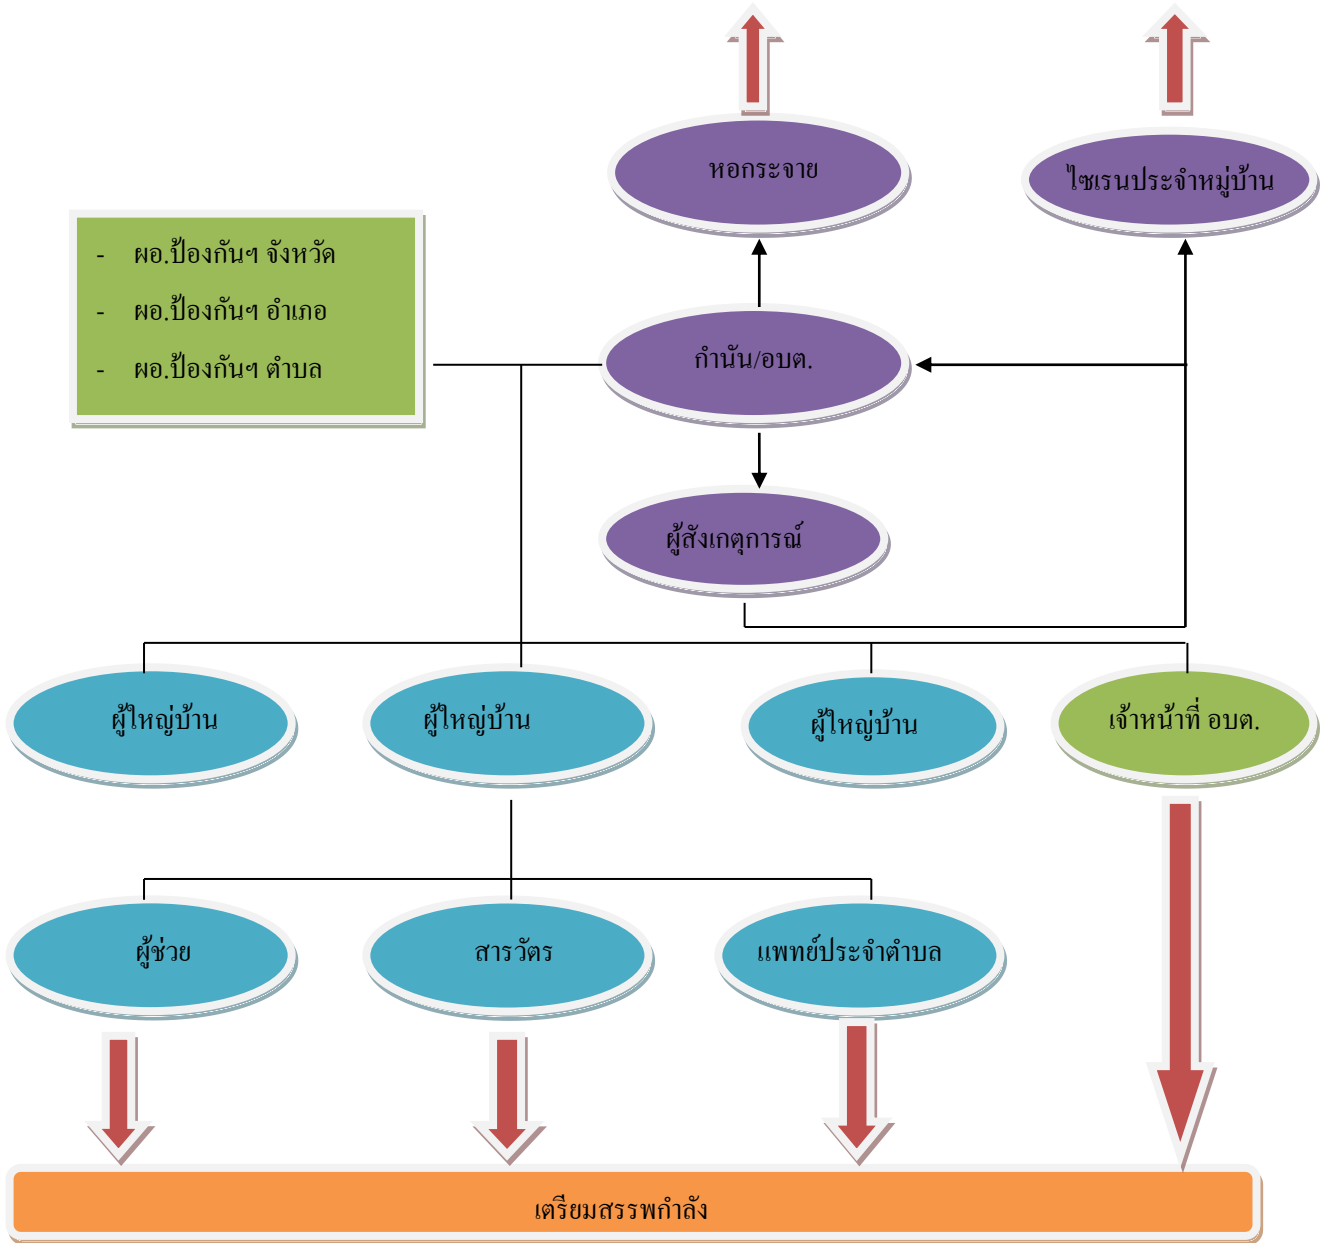 หอกระจาย
ไซเรนประจำหมู่บ้าน
- ผอ.ป้องกันฯ จังหวัด
- ผอ.ป้องกันฯ อำเภอ
- ผอ.ป้องกันฯ ตำบล
กำนัน/อบต.
ผู้สังเกตุการณ์
ผู้ใหญ่บ้าน
ผู้ใหญ่บ้าน
ผู้ใหญ่บ้าน
เจ้าหน้าที่ อบต.
ผู้ช่วย
สารวัตร
แพทย์ประจำตำบล
เตรียมสรรพกำลัง